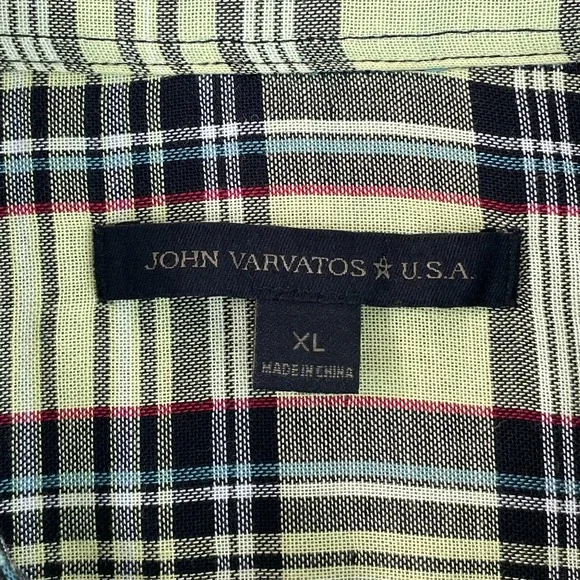 JOHN VARVATOS ☆ U.S.A.
XL
MADE IN CHINA